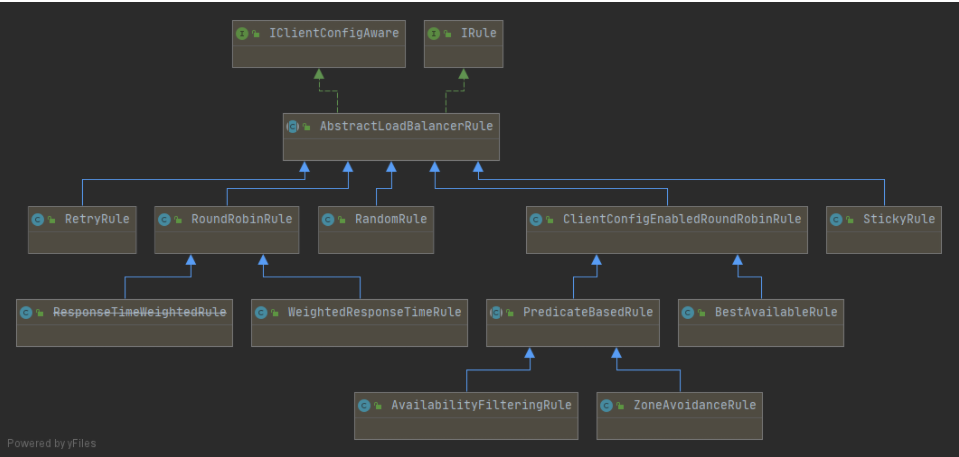 IClientConfigAware
IRule
AbstractLoadBalancerRule
RetryRule
RoundRobinRule
RandomRule
ClientConfigEnabledRoundRobinRule
StickyRule
ResponseTimeWeightedRule
WeightedResponseTimeRule
PredicateBasedRule
BestAvailableRule
AvailabilityFilteringRule
ZoneAvoidanceRule
Powered by yFiles